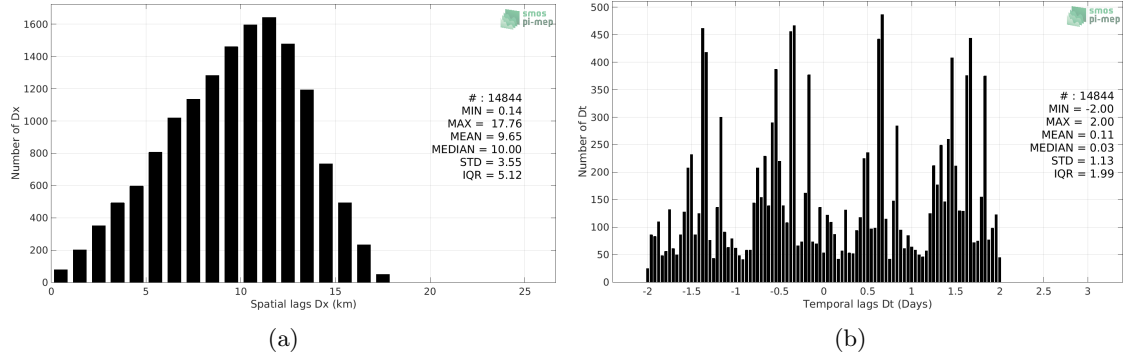 smos
pi-mep
Number of Dx
1600
1400
1200
1000
800
600
400
200
0
# : 14844
MIN = 0.14
MAX = 17.76
MEAN = 9.65
MEDIAN = 10.00
STD = 3.55
IQR = 5.12
0 5 10 15 20 25
Spatial lags Dx (km)
(a)
smos
pi-mep
Number of Dt
500
450
400
350
300
250
200
150
100
50
0
# : 14844
MIN = -2.00
MAX = 2.00
MEAN = 0.11
MEDIAN = 0.03
STD = 1.13
IQR = 1.99
-2 -1.5 -1 -0.5 0 0.5 1 1.5 2 2.5 3
Temporal lags Dt (Days)
(b)